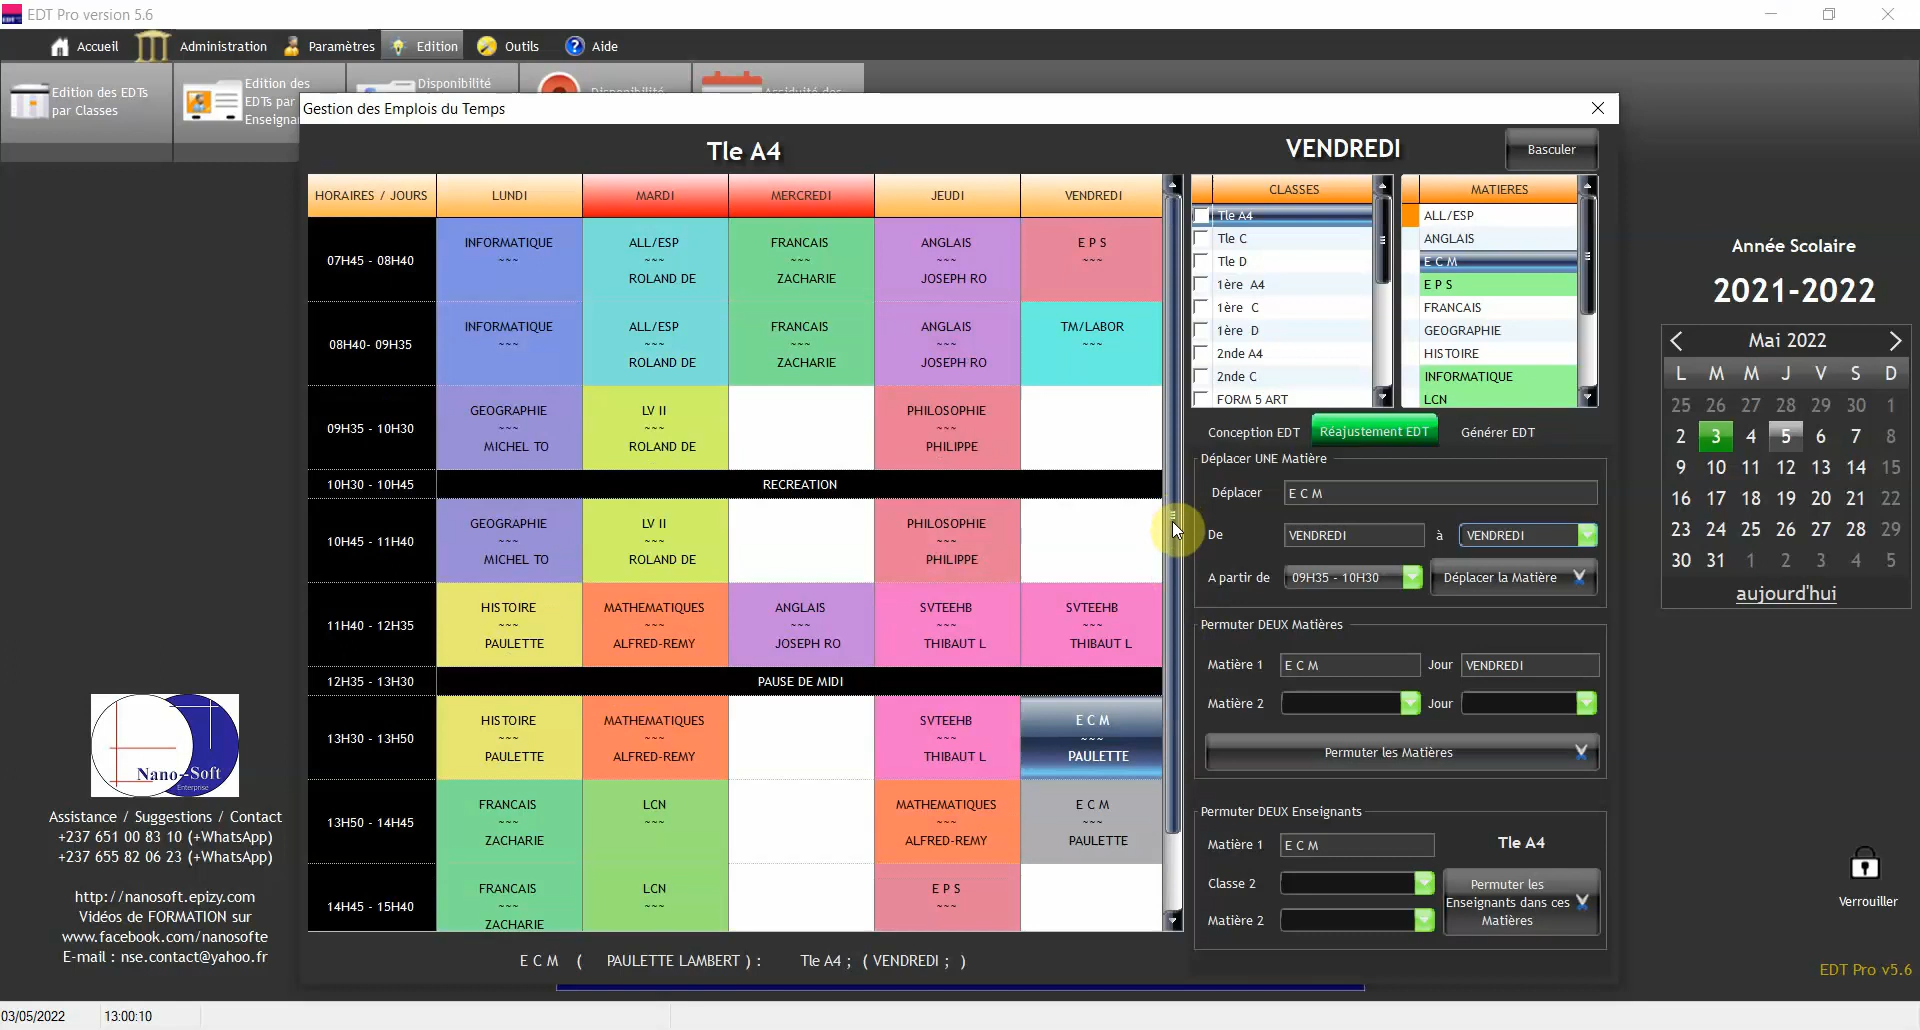 EDT Pro version 5.6
Accueil Administration Paramètres Edition Outils Aide
Edition des EDTs
par Classes
Edition des
EDTs par
Enseigna
Disponibilité
Gestion des Emplois du Temps
Tle A4
VENDREDI
Basculer
HORAIRES / JOURS LUNDI MARDI MERCREDI JEUDI VENDREDI
07H45 - 08H40
INFORMATIQUE
~~~
ALL/ESP
~~~
ROLAND DE
FRANCAIS
~~~
ZACHARIE
ANGLAIS
~~~
JOSEPH RO
E P S
~~~
08H40- 09H35
INFORMATIQUE
~~~
ALL/ESP
~~~
ROLAND DE
FRANCAIS
~~~
ZACHARIE
ANGLAIS
~~~
JOSEPH RO
TM/LABOR
~~~
09H35 - 10H30
GEOGRAPHIE
~~~
MICHEL TO
LV II
~~~
ROLAND DE
PHILOSOPHIE
~~~
PHILIPPE
10H30 - 10H45 RECREATION
10H45 - 11H40
GEOGRAPHIE
~~~
MICHEL TO
LV II
~~~
ROLAND DE
PHILOSOPHIE
~~~
PHILIPPE
11H40 - 12H35
HISTOIRE
~~~
PAULETTE
MATHEMATIQUES
~~~
ALFRED-REMY
ANGLAIS
~~~
JOSEPH RO
SVTEEHB
~~~
THIBAUT L
SVTEEHB
~~~
THIBAUT L
12H35 - 13H30 PAUSE DE MIDI
13H30 - 13H50
HISTOIRE
~~~
PAULETTE
MATHEMATIQUES
~~~
ALFRED-REMY
SVTEEHB
~~~
THIBAUT L
E C M
~~~
PAULETTE
13H50 - 14H45
FRANCAIS
~~~
ZACHARIE
LCN
~~~
MATHEMATIQUES
~~~
ALFRED-REMY
E C M
~~~
PAULETTE
14H45 - 15H40
FRANCAIS
~~~
ZACHARIE
LCN
~~~
E P S
~~~
E C M ( PAULETTE LAMBERT ) : Tle A4 ; ( VENDREDI ; )
CLASSES
Tle A4
Tle C
Tle D
1ère A4
1ère C
1ère D
2nde A4
2nde C
FORM 5 ART
MATIERES
ALL/ESP
ANGLAIS
E C M
E P S
FRANCAIS
GEOGRAPHIE
HISTOIRE
INFORMATIQUE
LCN
Conception EDT Réajustement EDT Générer EDT
Déplacer UNE Matière
Déplacer E C M
De VENDREDI à VENDREDI
A partir de 09H35 - 10H30 Déplacer la Matière
Permuter DEUX Matières
Matière 1 E C M Jour VENDREDI
Matière 2 Jour
Permuter les Matières
Permuter DEUX Enseignants
Matière 1 E C M Tle A4
Classe 2
Matière 2
Permuter les
Enseignants dans ces
Matières
Année Scolaire
2021-2022
Mai 2022
L M M J V S D
25 26 27 28 29 30 1
2 3 4 5 6 7 8
9 10 11 12 13 14 15
16 17 18 19 20 21 22
23 24 25 26 27 28 29
30 31 1 2 3 4 5
aujourd'hui
Nano-Soft
Enterprise
Assistance / Suggestions / Contact
+237 651 00 83 10 (+WhatsApp)
+237 655 82 06 23 (+WhatsApp)
http://nanosoft.epizy.com
Vidéos de FORMATION sur
www.facebook.com/nanosofte
E-mail : nse.contact@yahoo.fr
Verrouiller
EDT Pro v5.6
03/05/2022 13:00:10